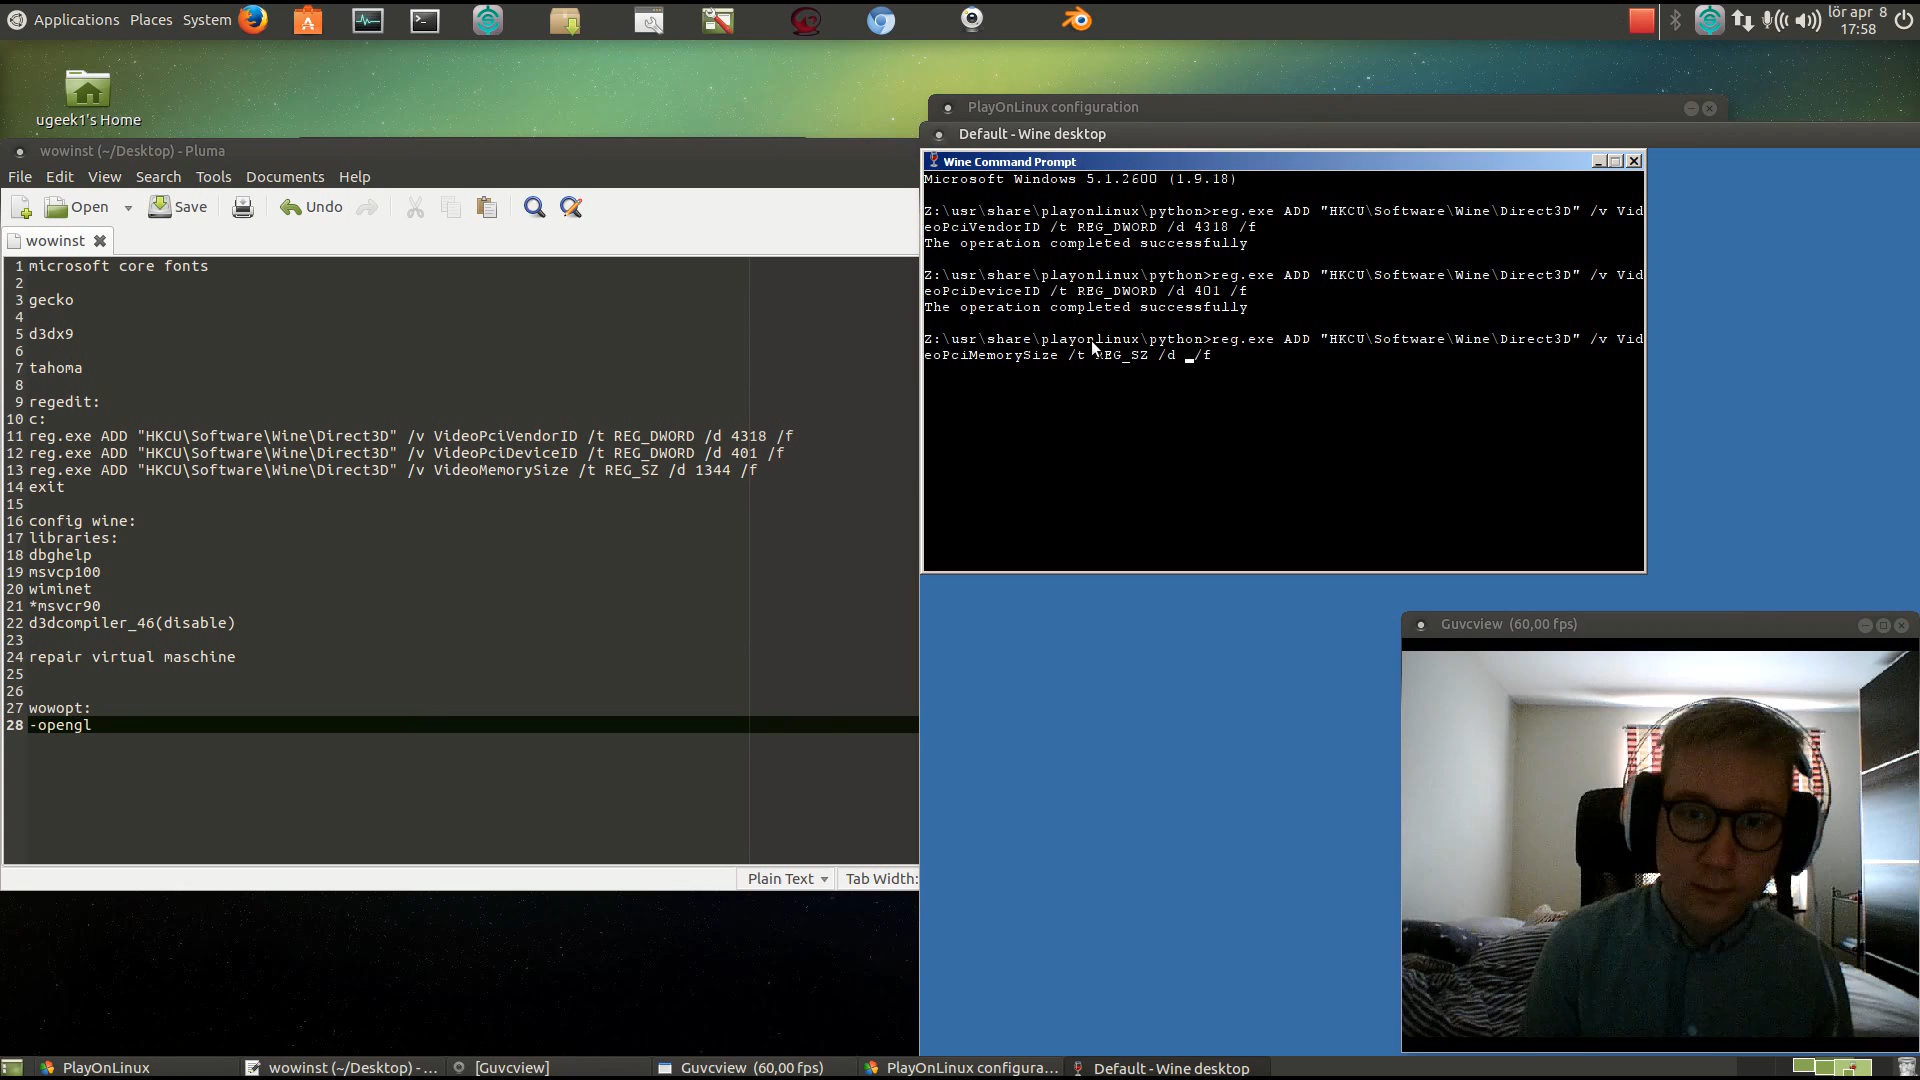 Applications Places System
lör apr 8
17:58
ugeek1's Home
PlayOnLinux configuration
Default - Wine desktop
wowinst (~/Desktop) - Pluma
File Edit View Search Tools Documents Help
Open Save Undo
wowinst
1 microsoft core fonts
2
3 gecko
4
5 d3dx9
6
7 tahoma
8
9 regedit:
10 c:
11 reg.exe ADD "HKCU\Software\Wine\Direct3D" /v VideoPciVendorID /t REG_DWORD /d 4318 /f
12 reg.exe ADD "HKCU\Software\Wine\Direct3D" /v VideoPciDeviceID /t REG_DWORD /d 401 /f
13 reg.exe ADD "HKCU\Software\Wine\Direct3D" /v VideoMemorySize /t REG_SZ /d 1344 /f
14 exit
15
16 config wine:
17 libraries:
18 dbghelp
19 msvcp100
20 wiminet
21 *msvcr90
22 d3dcompiler_46(disable)
23
24 repair virtual maschine
25
26
27 wowopt:
28 -opengl
Plain Text Tab Width:
Wine Command Prompt
Microsoft Windows 5.1.2600 (1.9.18)
Z:\usr\share\playonlinux\python>reg.exe ADD "HKCU\Software\Wine\Direct3D" /v Vid
eoPciVendorID /t REG_DWORD /d 4318 /f
The operation completed successfully
Z:\usr\share\playonlinux\python>reg.exe ADD "HKCU\Software\Wine\Direct3D" /v Vid
eoPciDeviceID /t REG_DWORD /d 401 /f
The operation completed successfully
Z:\usr\share\playonlinux\python>reg.exe ADD "HKCU\Software\Wine\Direct3D" /v Vid
eoPciMemorySize /t REG_SZ /d _/f
Guvcview (60,00 fps)
PlayOnLinux
wowinst (~/Desktop) - ...
[Guvcview]
Guvcview (60,00 fps)
PlayOnLinux configura...
Default - Wine desktop